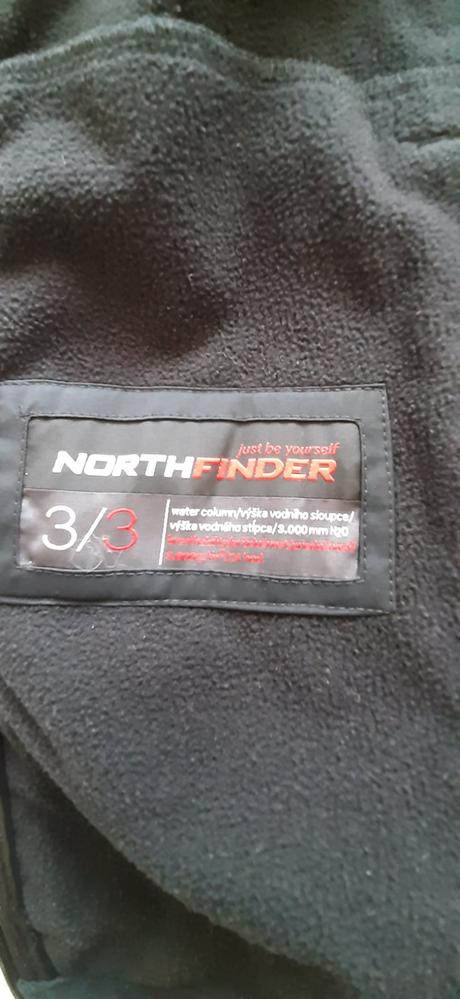 just be yourself
NORTHFINDER
3/3
water column/výška vodního sloupce/
výška vodného stĺpca/3.000 mm H2O